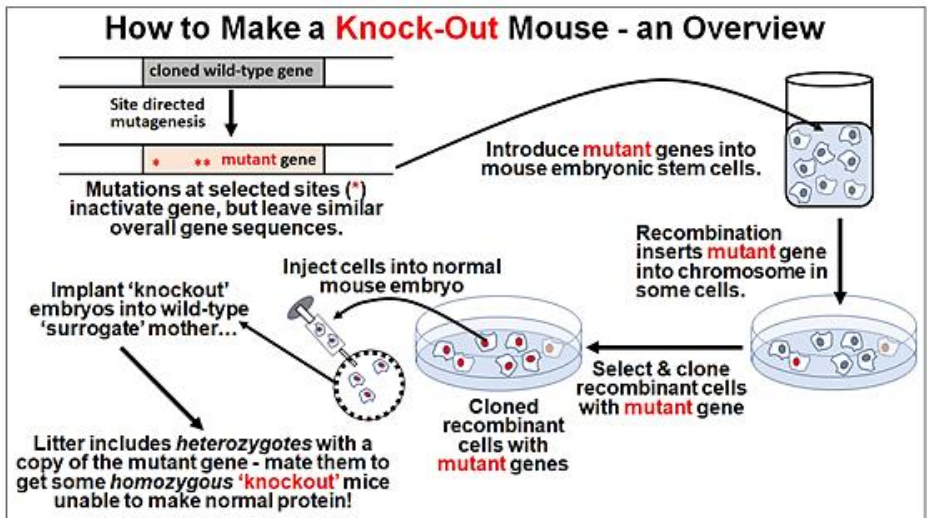 How to Make a Knock-Out Mouse - an Overview
cloned wild-type gene
Site directed
mutagenesis
* ** mutant gene
Mutations at selected sites (*)
inactivate gene, but leave similar
overall gene sequences.
Introduce mutant genes into
mouse embryonic stem cells.
Recombination
inserts mutant gene
into chromosome in
some cells.
Select & clone
recombinant cells
with mutant gene
Cloned
recombinant
cells with
mutant genes
Inject cells into normal
mouse embryo
Implant ‘knockout’
embryos into wild-type
‘surrogate’ mother…
Litter includes heterozygotes with a
copy of the mutant gene - mate them to
get some homozygous ‘knockout’ mice
unable to make normal protein!